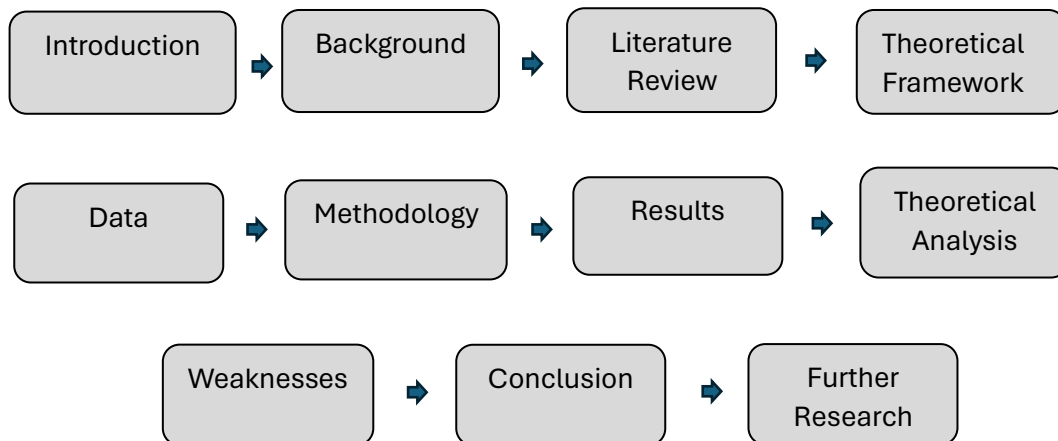 Introduction
Background
Literature
Review
Theoretical
Framework
Data
Methodology
Results
Theoretical
Analysis
Weaknesses
Conclusion
Further
Research